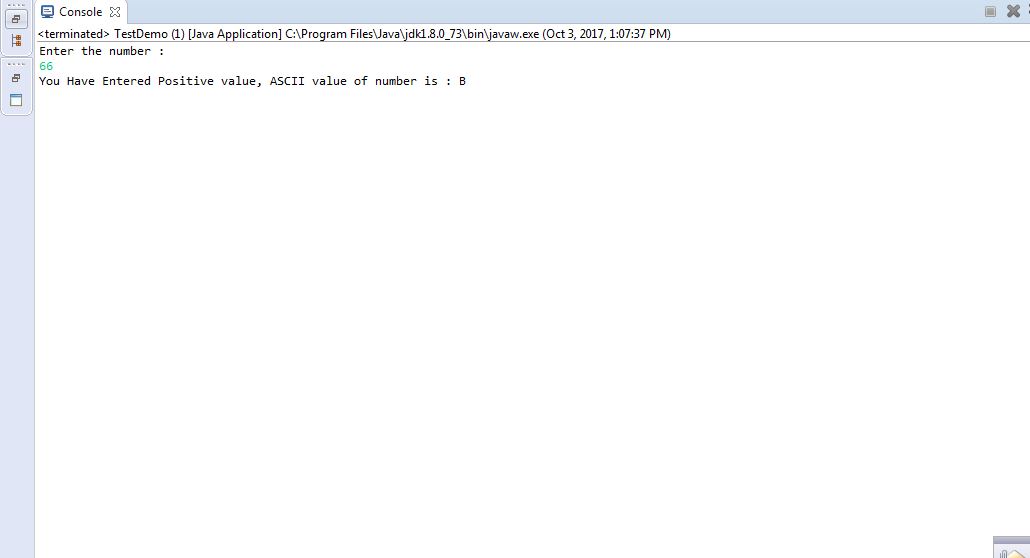 Console
<terminated> TestDemo (1) [Java Application] C:\Program Files\Java\jdk1.8.0_73\bin\javaw.exe (Oct 3, 2017, 1:07:37 PM)
Enter the number :
66
You Have Entered Positive value, ASCII value of number is : B